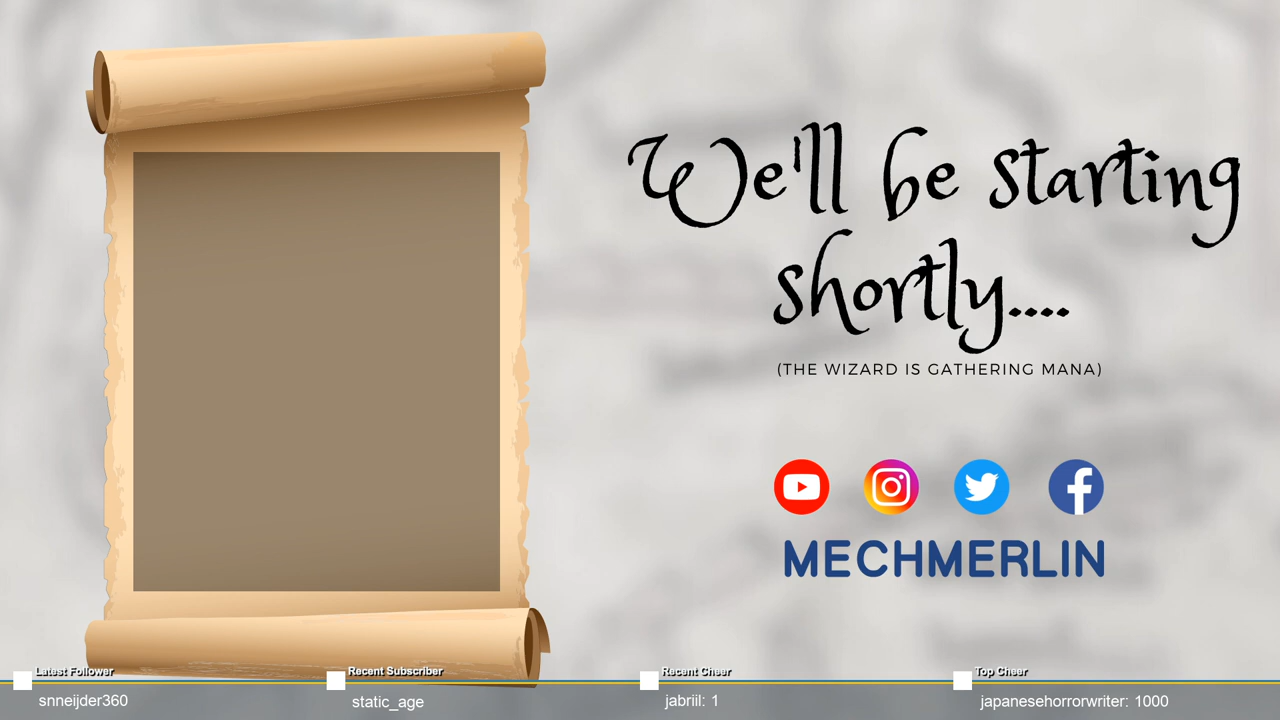 We'll be starting
shortly....
(THE WIZARD IS GATHERING MANA)
MECHMERLIN
Latest Follower
snneijder360
Recent Subscriber
static_age
Recent Cheer
jabriil: 1
Top Cheer
japanesehorrorwriter: 1000